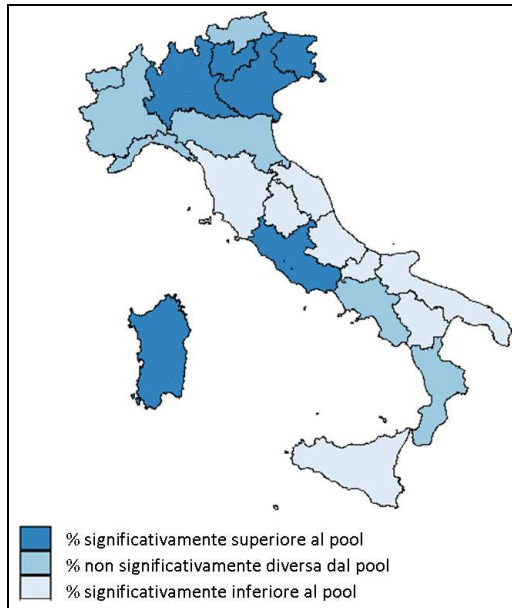 % significativamente superiore al pool
% non significativamente diversa dal pool
% significativamente inferiore al pool